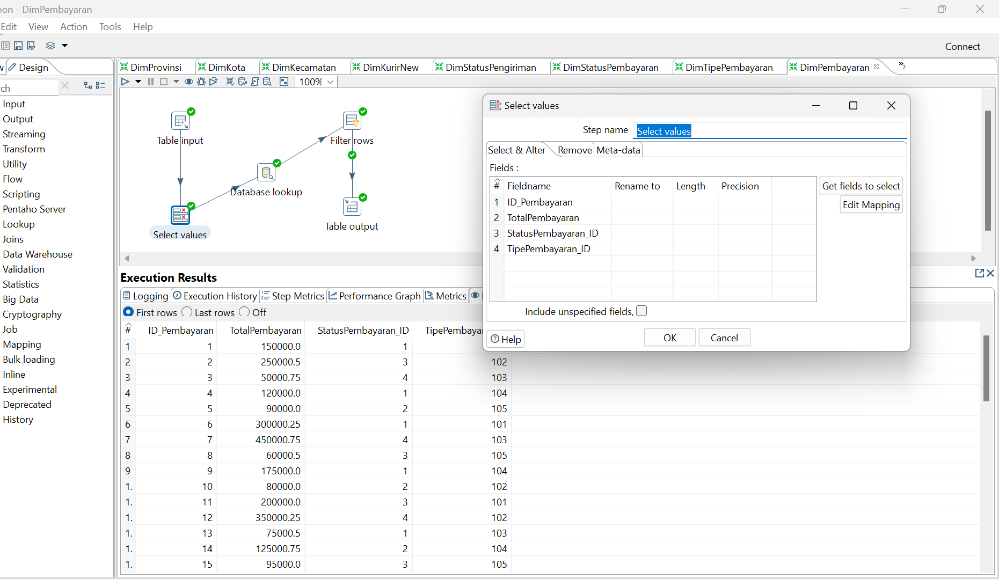 oon - DimPembayaran
Edit View Action Tools Help
Connect
Design
DimProvinsi DimKota DimKecamatan DimKurirNew DimStatusPengiriman DimStatusPembayaran DimTipePembayaran DimPembayaran »2
ch
100%
Input
Output
Streaming
Transform
Utility
Flow
Scripting
Pentaho Server
Lookup
Joins
Data Warehouse
Validation
Statistics
Big Data
Cryptography
Job
Mapping
Bulk loading
Inline
Experimental
Deprecated
History
Table input
Filter rows
Database lookup
Select values
Table output
Select values
Step name Select values
Select & Alter Remove Meta-data
Fields :
# Fieldname Rename to Length Precision
1 ID_Pembayaran
2 TotalPembayaran
3 StatusPembayaran_ID
4 TipePembayaran_ID
Get fields to select
Edit Mapping
Include unspecified fields,
Help OK Cancel
Execution Results
Logging Execution History Step Metrics Performance Graph Metrics
First rows Last rows Off
# ID_Pembayaran TotalPembayaran StatusPembayaran_ID TipePembayar
1 1 150000.0 1
2 2 250000.5 3 102
3 3 50000.75 4 103
4 4 120000.0 1 104
5 5 90000.0 2 105
6 6 300000.25 1 101
7 7 450000.75 4 103
8 8 60000.5 3 105
9 9 175000.0 1 104
1. 10 80000.0 2 102
1. 11 200000.0 3 101
1. 12 350000.25 4 102
1. 13 75000.5 1 103
1. 14 125000.75 2 104
1. 15 95000.0 3 105